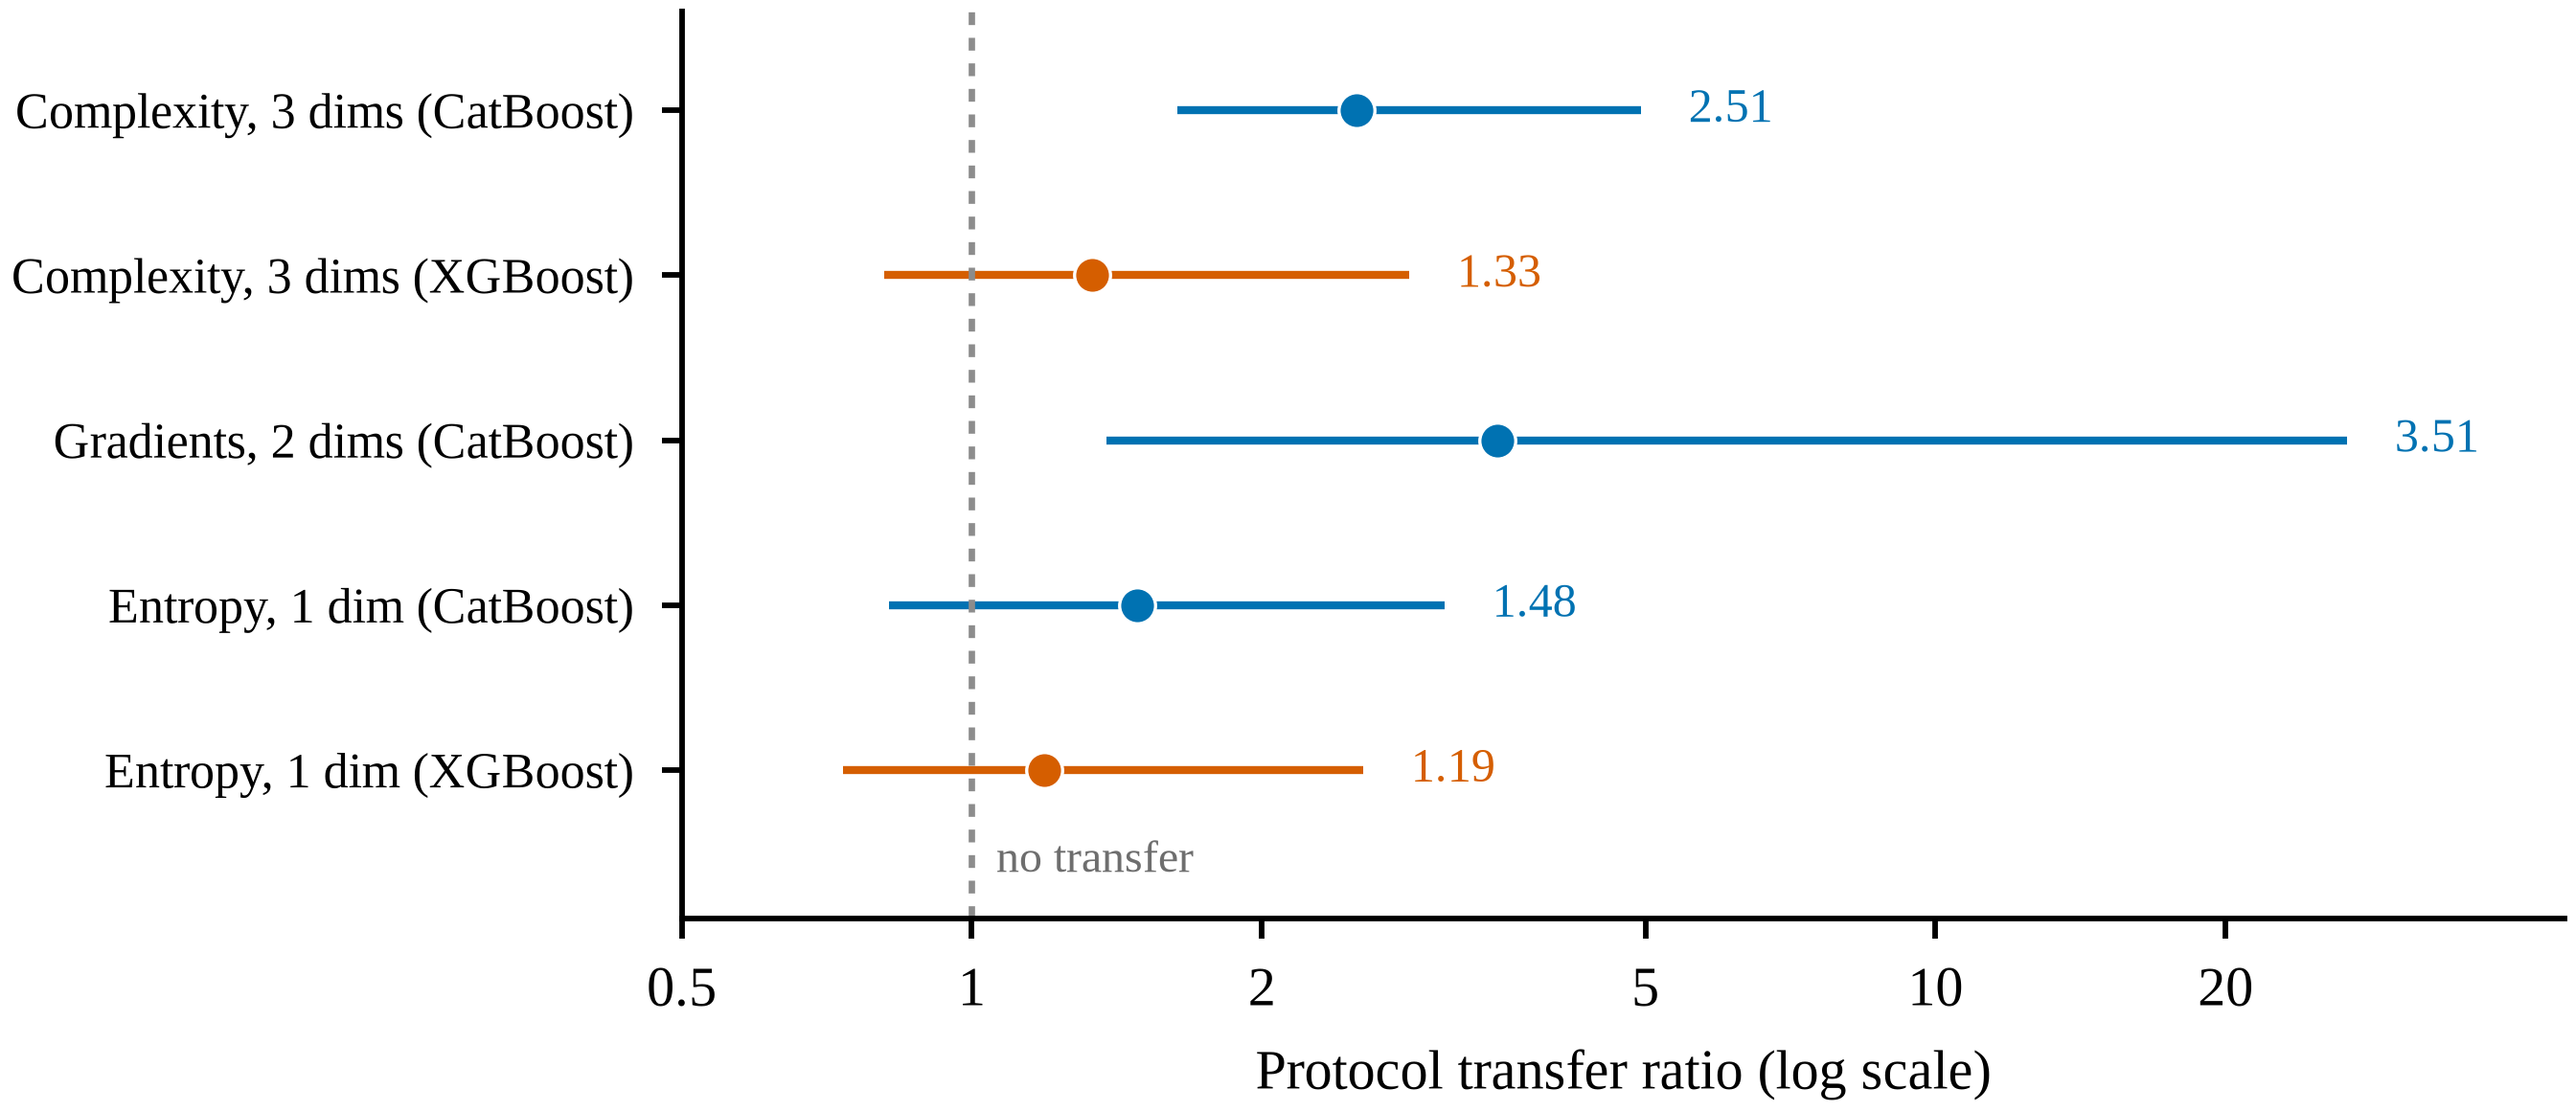 Complexity, 3 dims (CatBoost)
2.51
Complexity, 3 dims (XGBoost)
1.33
Gradients, 2 dims (CatBoost)
3.51
Entropy, 1 dim (CatBoost)
1.48
Entropy, 1 dim (XGBoost)
1.19
no transfer
0.5 1 2 5 10 20
Protocol transfer ratio (log scale)